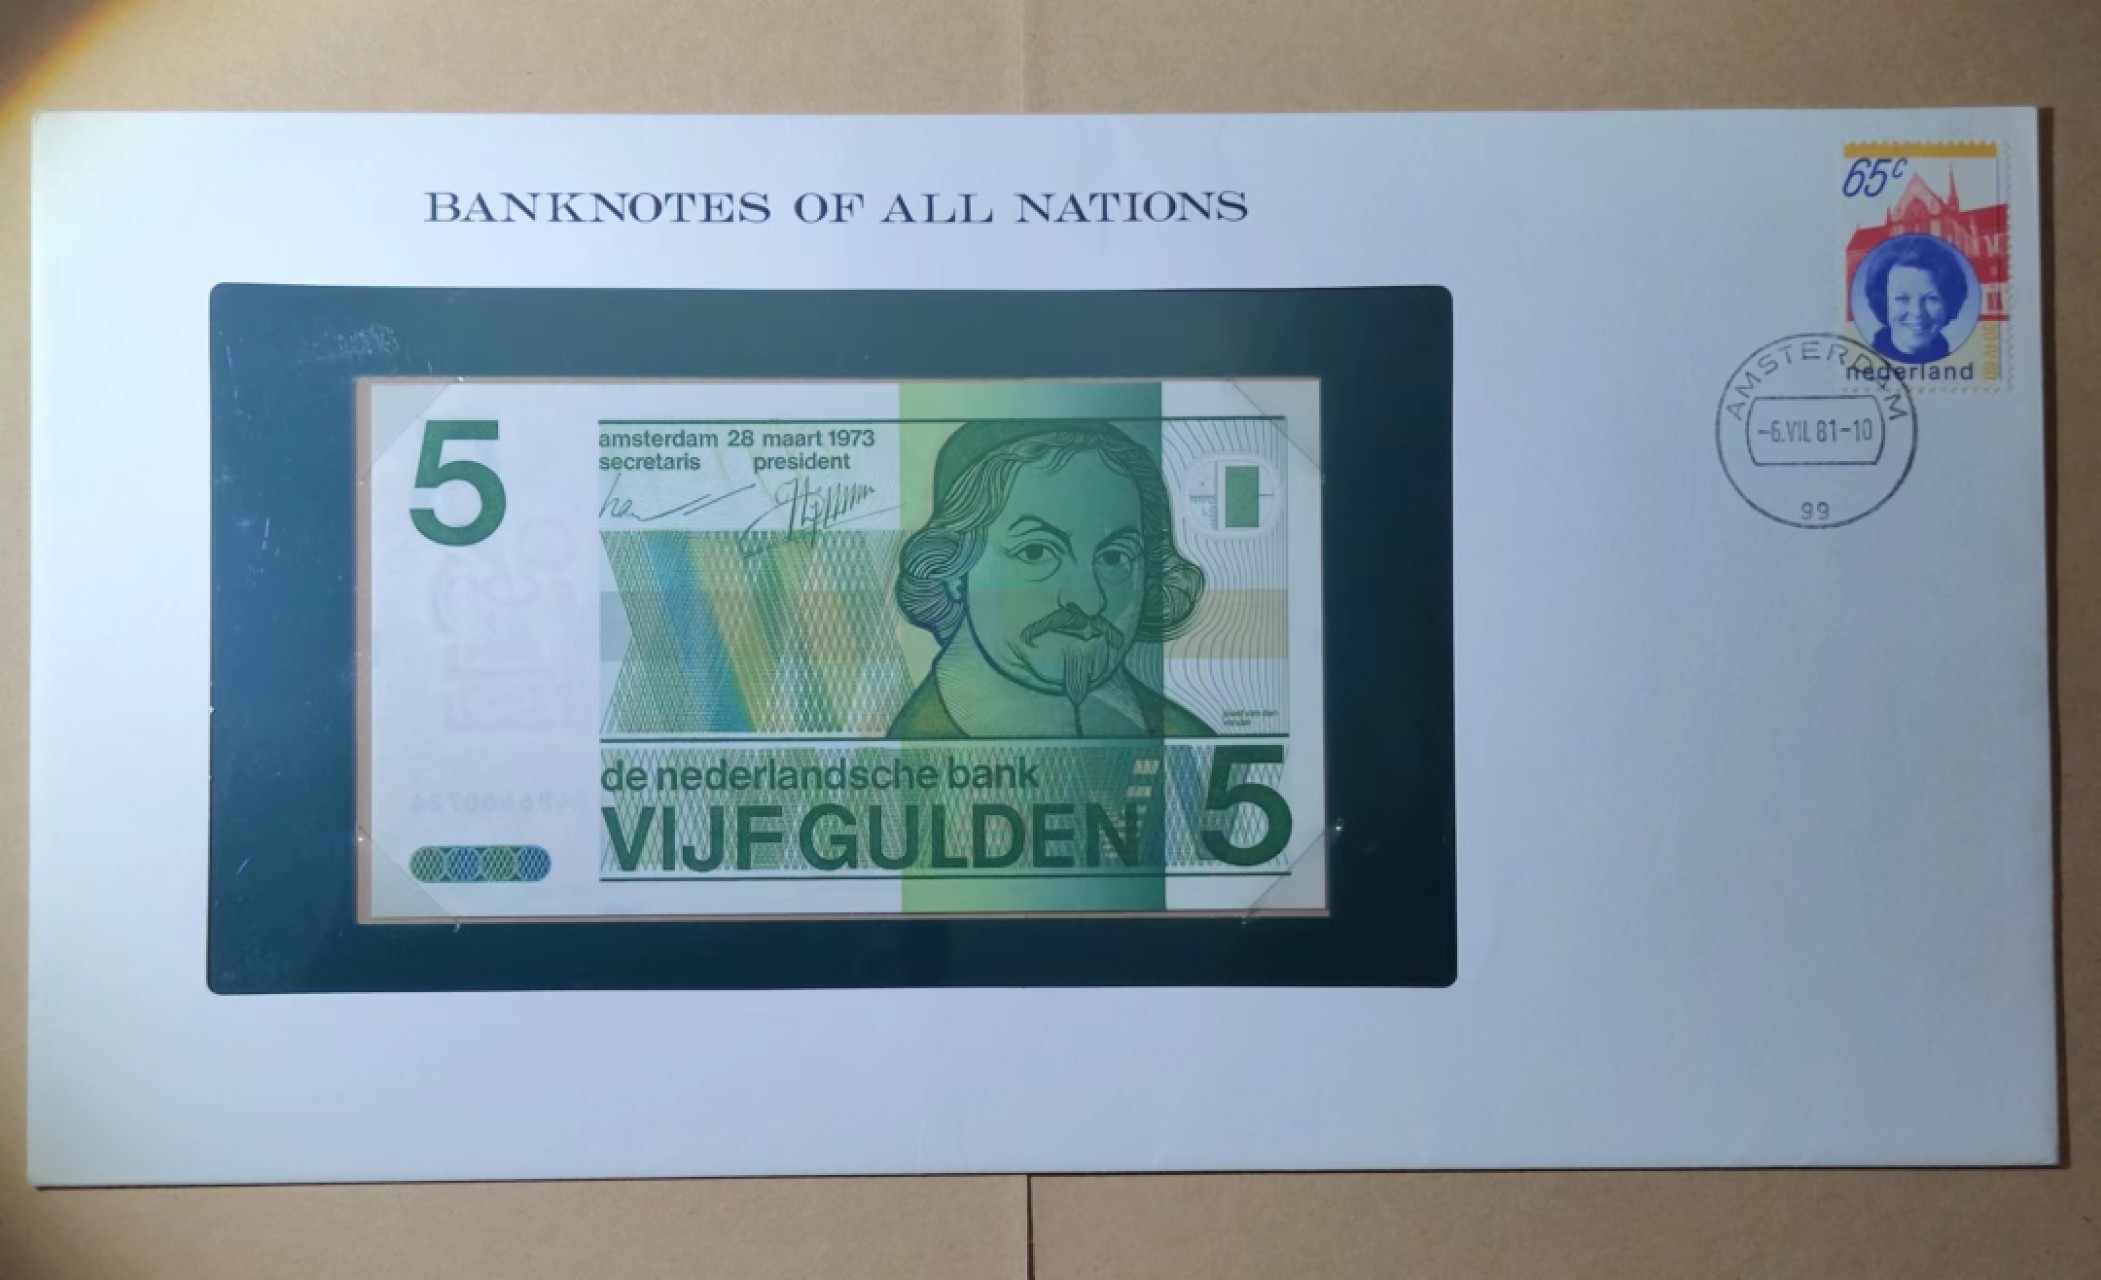 BANKNOTES OF ALL NATIONS
65c
nederland
AMSTERDAM
-6.VII.81-10
99
5
amsterdam 28 maart 1973
secretaris president
de nederlandsche bank
VIJF GULDEN 5